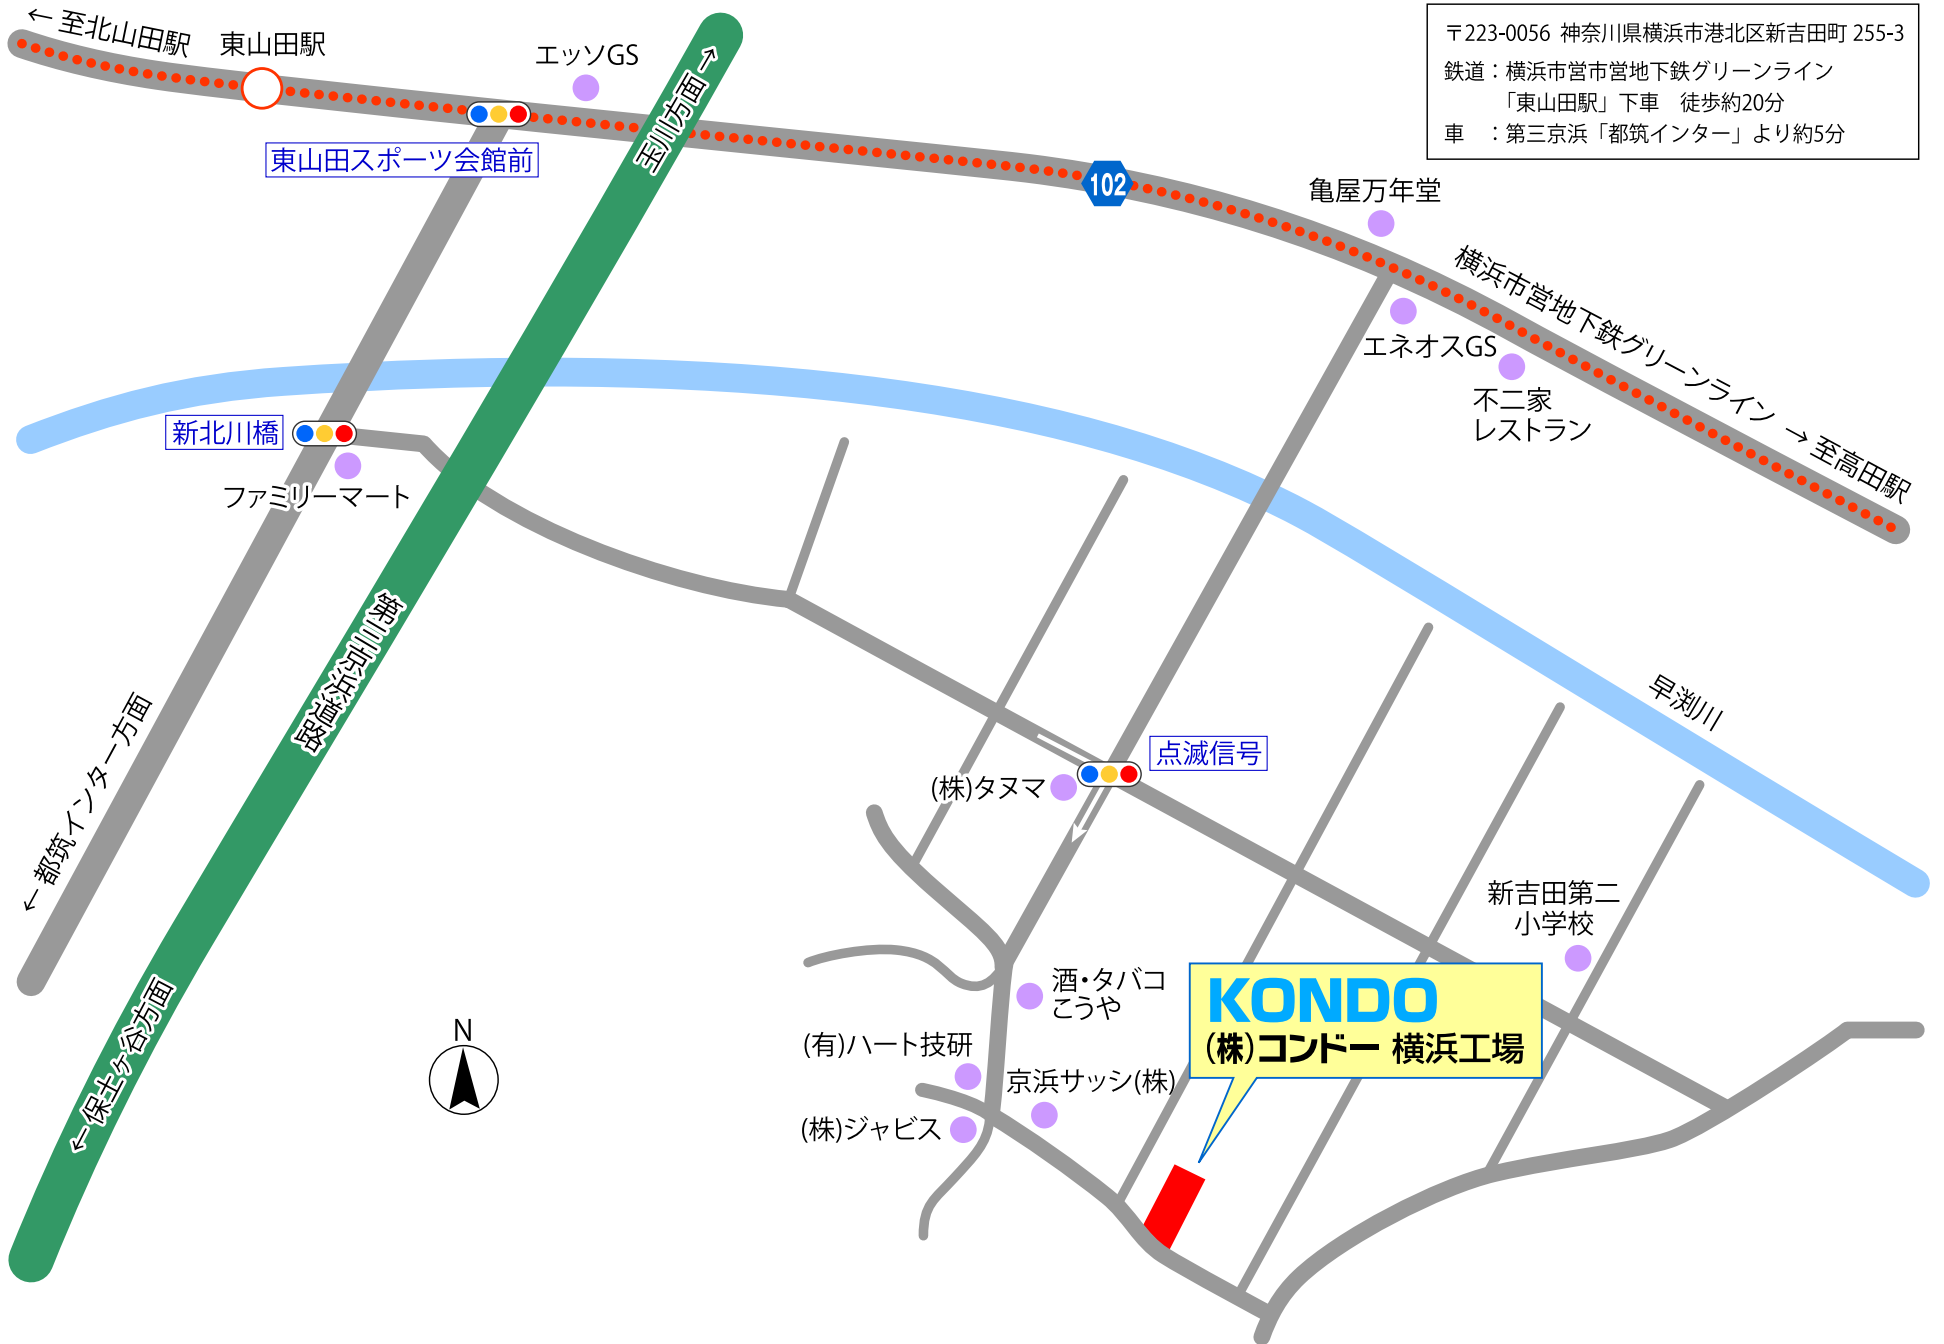 ← 至北山田駅
東山田駅
エッソGS
玉川方面 →
〒223-0056 神奈川県横浜市港北区新吉田町 255-3
鉄道：横浜市営市営地下鉄グリーンライン
「東山田駅」下車　徒歩約20分
車　：第三京浜「都筑インター」より約5分
東山田スポーツ会館前
102
亀屋万年堂
横浜市営地下鉄グリーンライン → 至高田駅
エネオスGS
不二家
レストラン
新北川橋
ファミリーマート
第三京浜道路
早渕川
← 都筑インター方面
点滅信号
(株)タヌマ
新吉田第二
小学校
← 保土ヶ谷方面
酒・タバコ
こうや
KONDO
(株)コンドー 横浜工場
N
(有)ハート技研
京浜サッシ(株)
(株)ジャビス